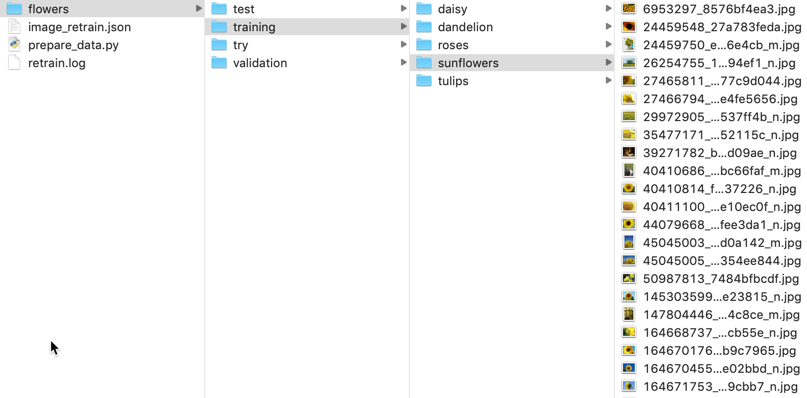 flowers
image_retrain.json
prepare_data.py
retrain.log
test
training
try
validation
daisy
dandelion
roses
sunflowers
tulips
6953297_8576bf4ea3.jpg
24459548_27a783feda.jpg
24459750_e...6e4cb_m.jpg
26254755_1...94ef1_n.jpg
27465811_...77c9d044.jpg
27466794_...e4fe5656.jpg
29972905_...537ff4b_n.jpg
35477171_...52115c_n.jpg
39271782_b...d09ae_n.jpg
40410686_...bc66faf_m.jpg
40410814_f...37226_n.jpg
40411100_...e10ec0f_n.jpg
44079668_...fee3da1_n.jpg
45045003_...d0a142_m.jpg
45045005_...354ee844.jpg
50987813_7484bfbcdf.jpg
145303599...e23815_n.jpg
147804446_...4c8ce_m.jpg
164668737_...cb55e_n.jpg
164670176...b9c7965.jpg
164670455...e02bbd_n.jpg
164671753_...9cbb7_n.jpg